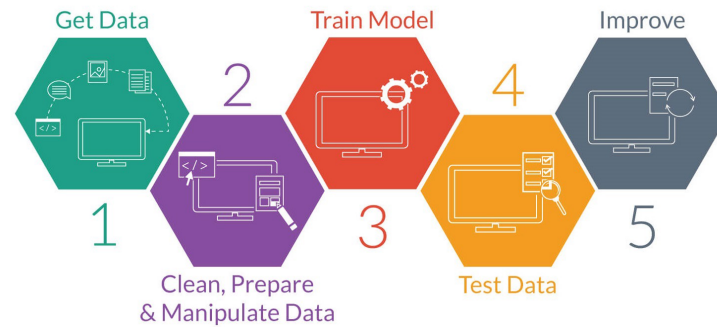 Get Data
1
</>
2
</>
Clean, Prepare
& Manipulate Data
Train Model
3
4
Test Data
Improve
5